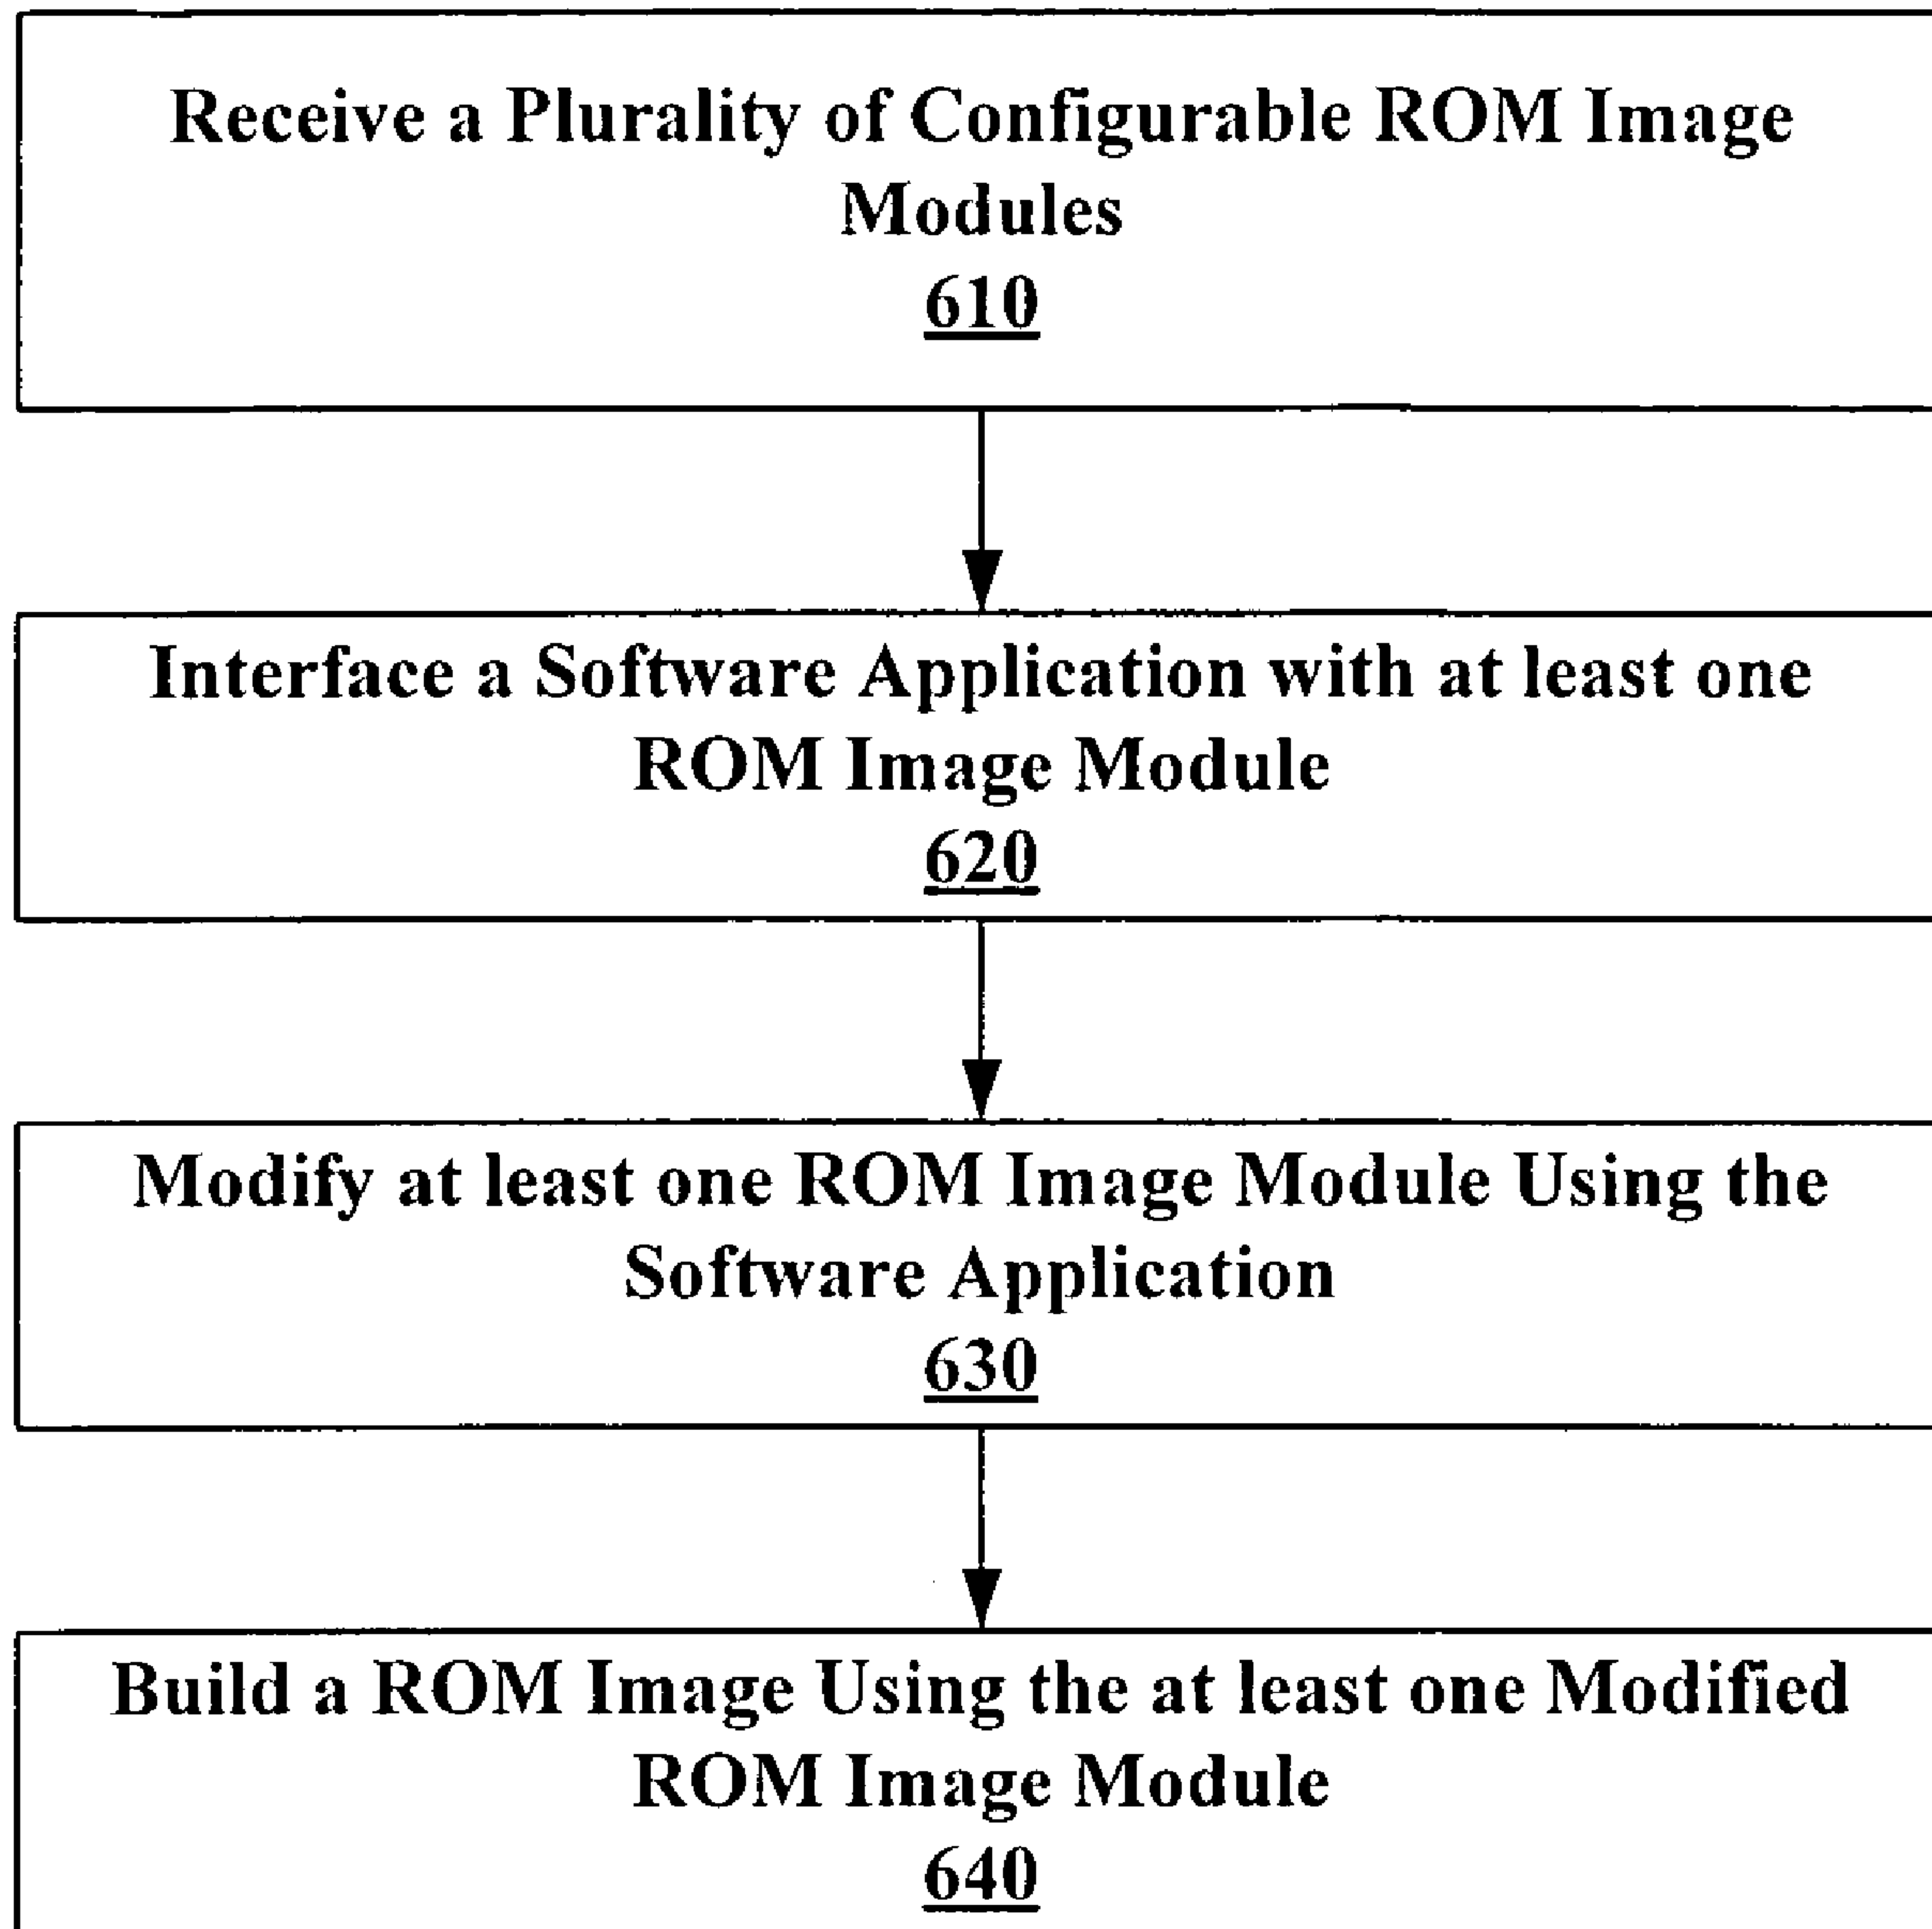 Receive a Plurality of Configurable ROM Image
Modules
610
Interface a Software Application with at least one
ROM Image Module
620
Modify at least one ROM Image Module Using the
Software Application
630
Build a ROM Image Using the at least one Modified
ROM Image Module
640